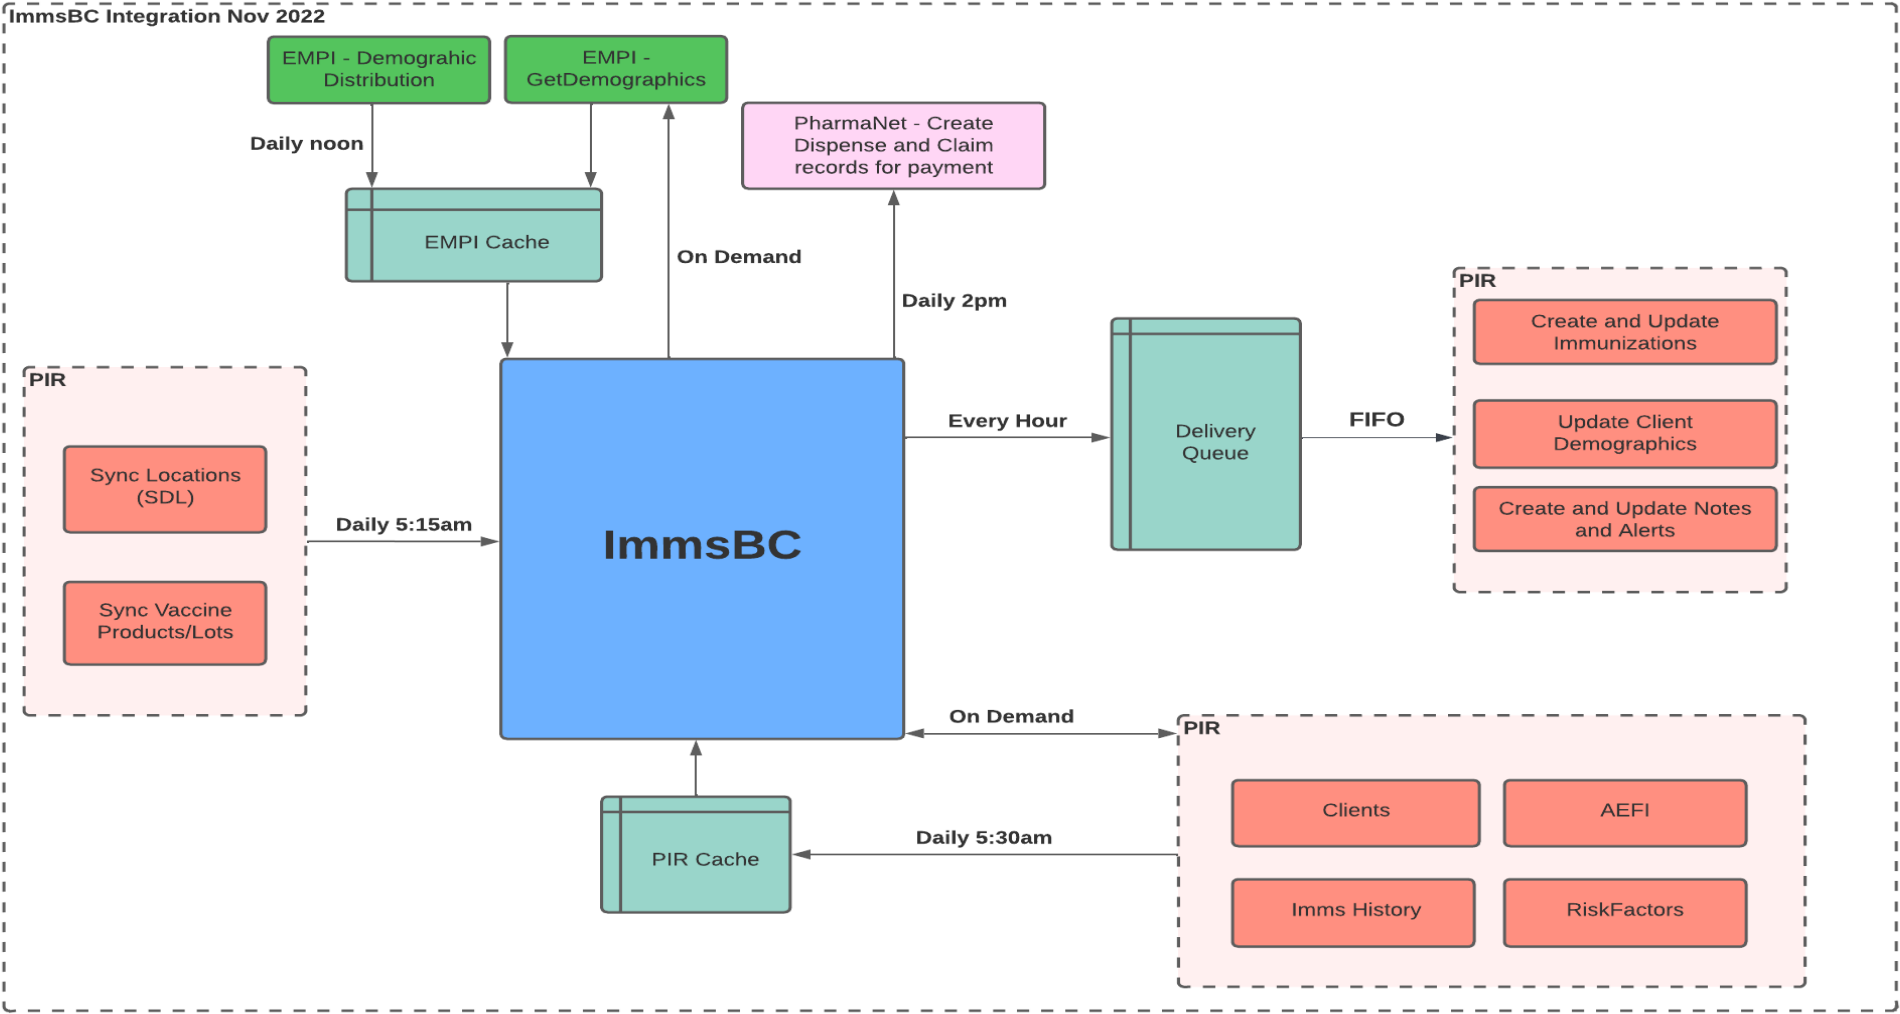 ImmsBC Integration Nov 2022
EMPI - Demograhic
Distribution
EMPI -
GetDemographics
PharmaNet - Create
Dispense and Claim
records for payment
Daily noon
EMPI Cache
On Demand
Daily 2pm
PIR
Create and Update
Immunizations
Update Client
Demographics
Create and Update Notes
and Alerts
PIR
Sync Locations
(SDL)
Sync Vaccine
Products/Lots
Daily 5:15am
ImmsBC
Every Hour
Delivery
Queue
FIFO
On Demand
PIR
Clients
AEFI
Imms History
RiskFactors
Daily 5:30am
PIR Cache